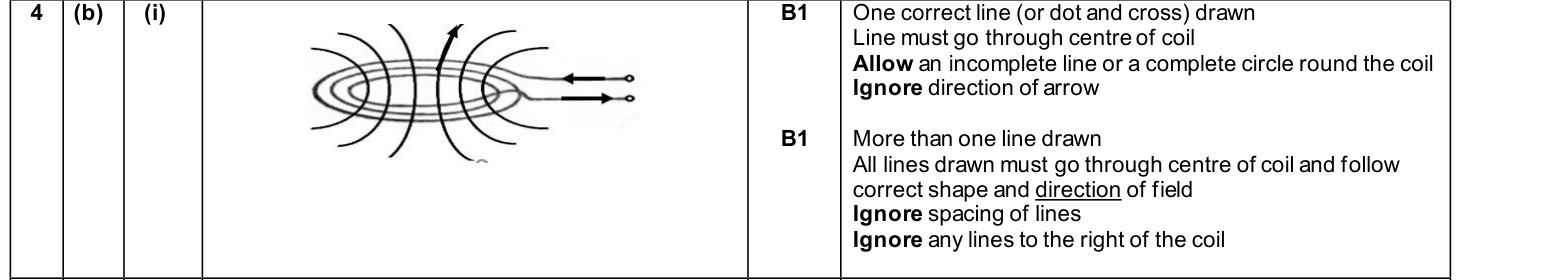 4 (b) (i) B1 One correct line (or dot and cross) drawn
Line must go through centre of coil
Allow an incomplete line or a complete circle round the coil
Ignore direction of arrow
B1 More than one line drawn
All lines drawn must go through centre of coil and follow
correct shape and direction of field
Ignore spacing of lines
Ignore any lines to the right of the coil